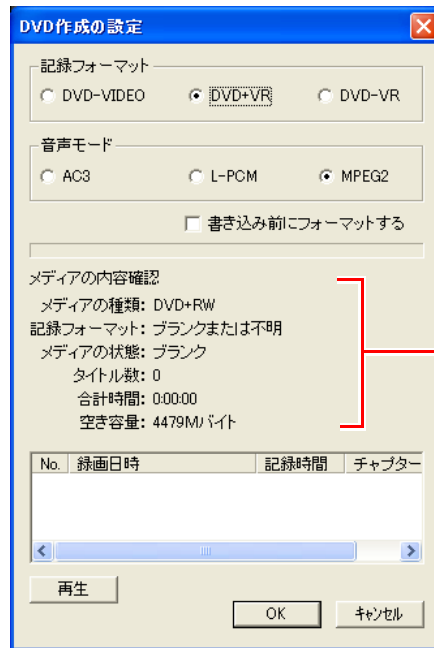 DVD作成の設定
記録フォーマット
DVD-VIDEO DVD+VR DVD-VR
音声モード
AC3 L-PCM MPEG2
書き込み前にフォーマットする
メディアの内容確認
メディアの種類: DVD+RW
記録フォーマット: ブランクまたは不明
メディアの状態: ブランク
タイトル数: 0
合計時間: 0:00:00
空き容量: 4479Mバイト
No. 録画日時 記録時間 チャプター
再生
OK キャンセル